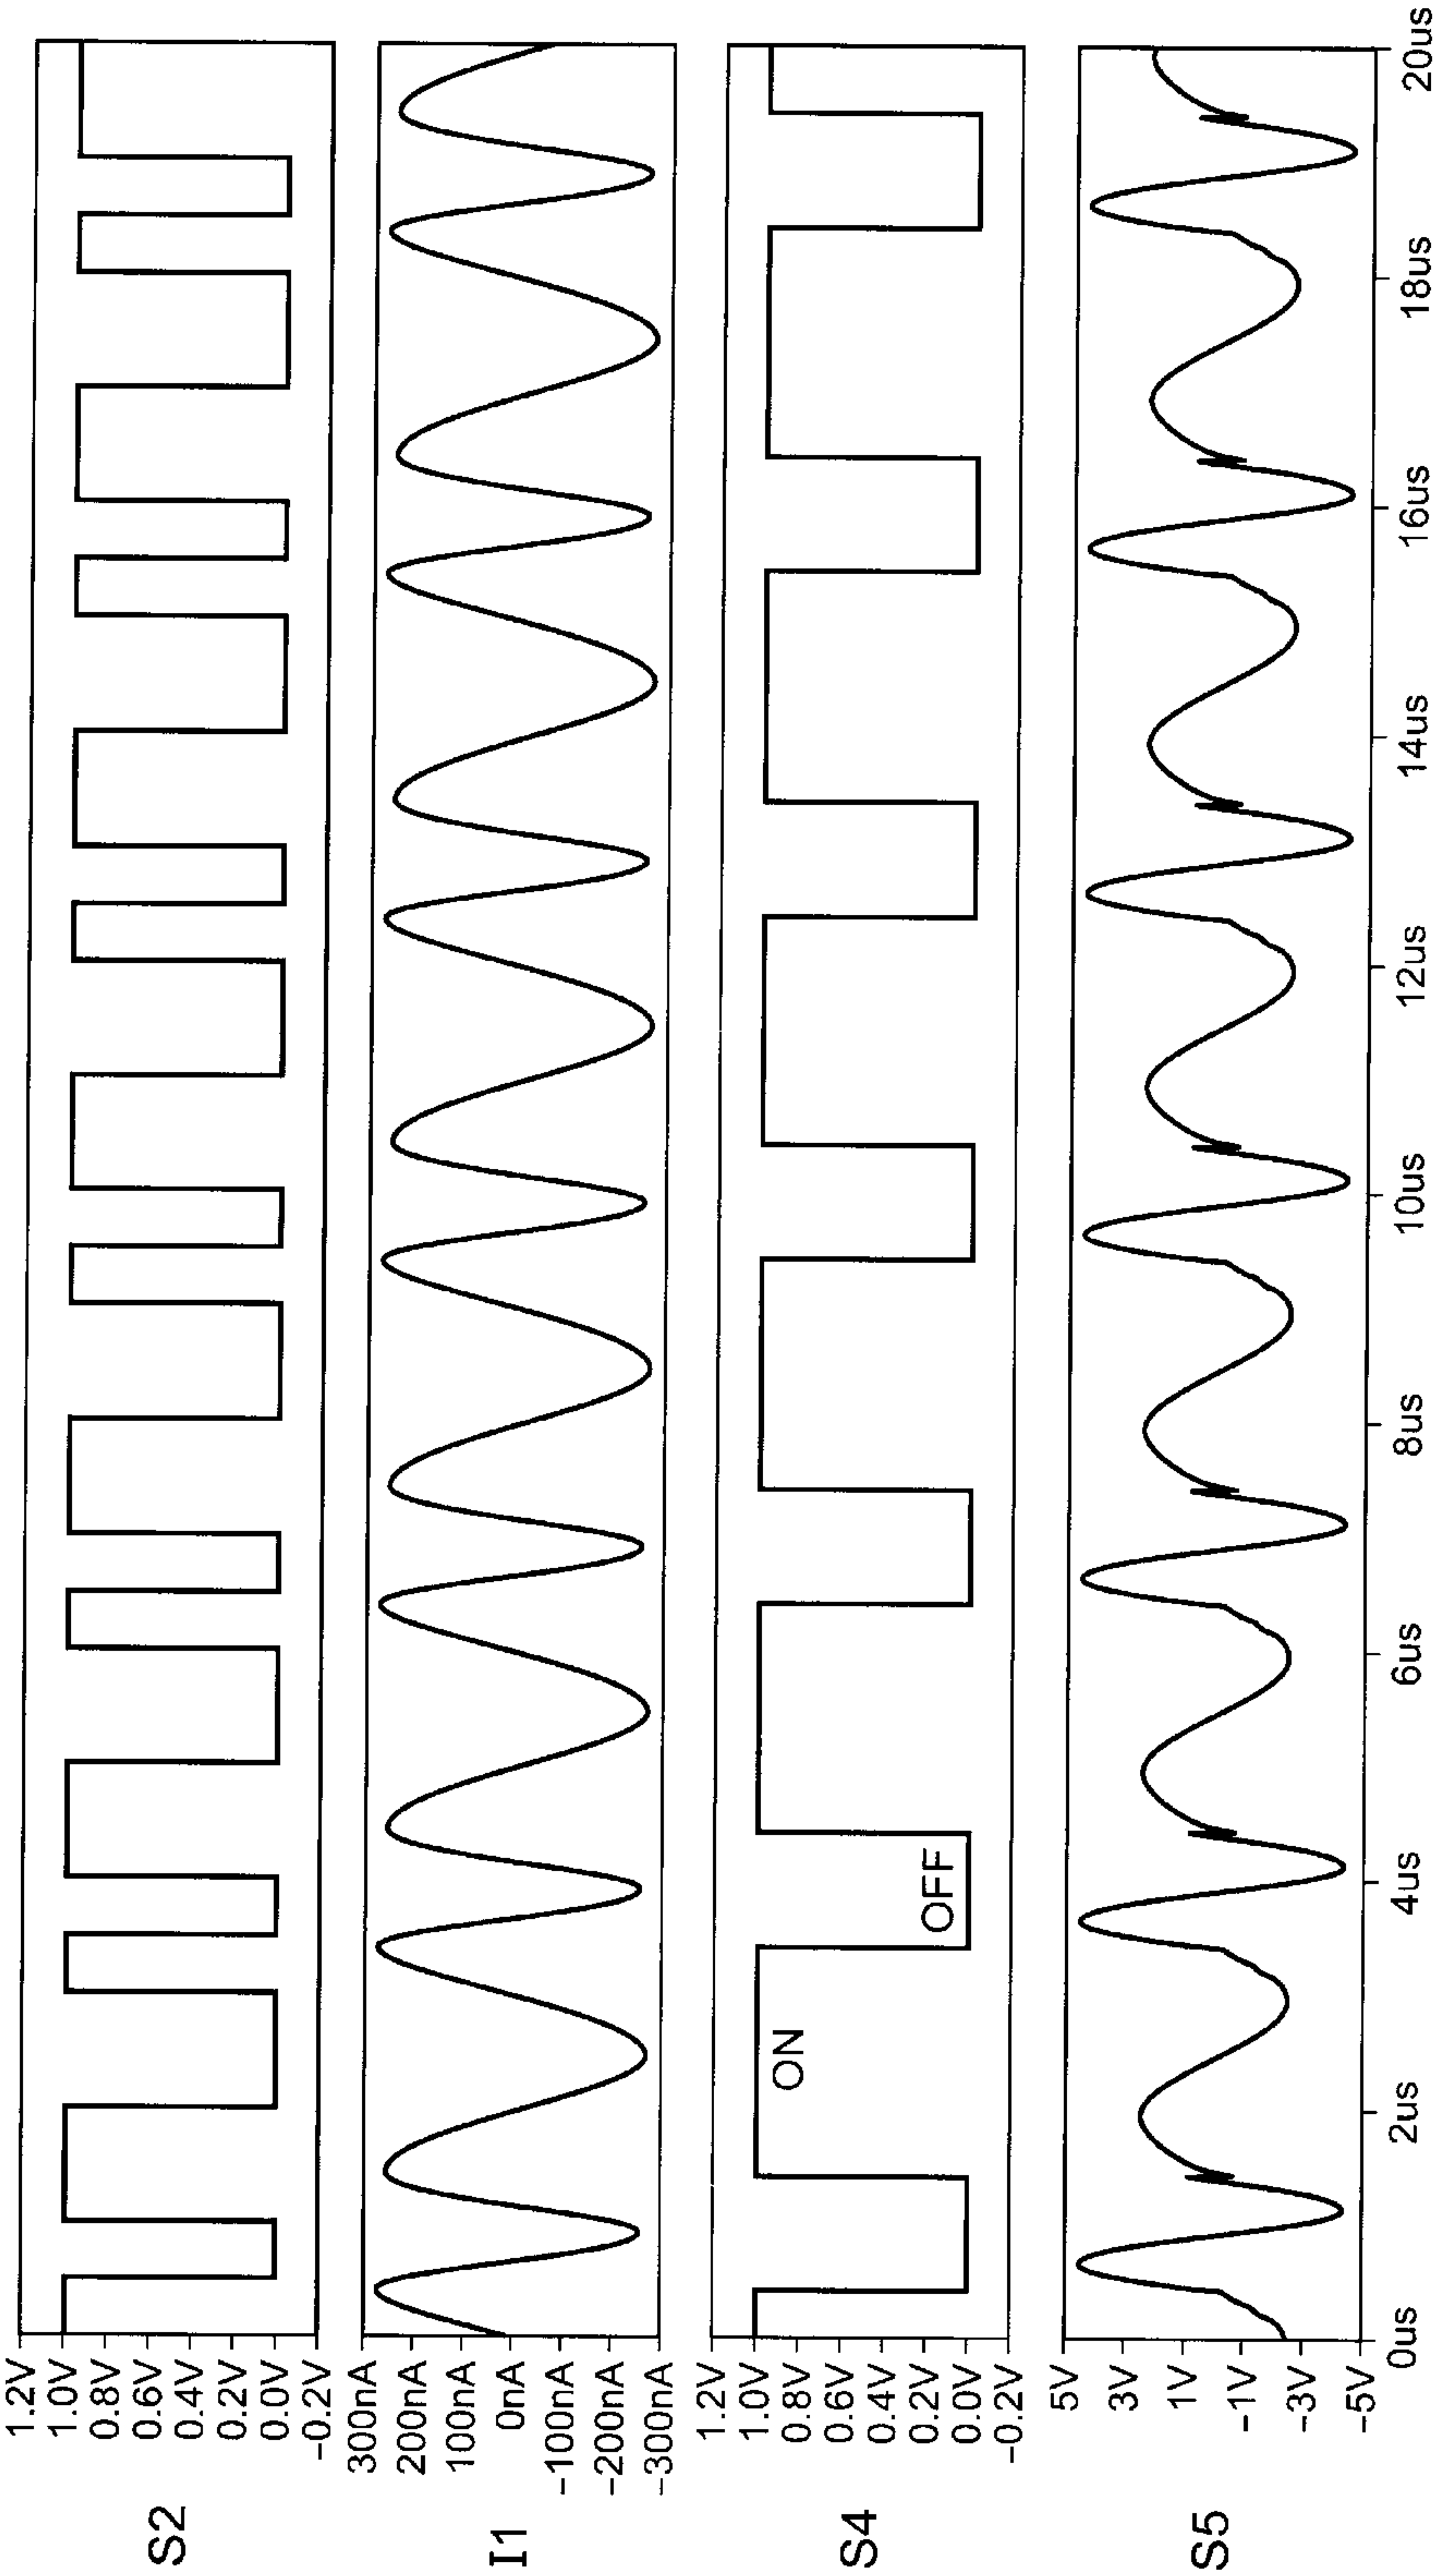 S2
1.2V
1.0V
0.8V
0.6V
0.4V
0.2V
0.0V
-0.2V
I1
300nA
200nA
100nA
0nA
-100nA
-200nA
-300nA
S4
1.2V
1.0V
0.8V
0.6V
0.4V
0.2V
0.0V
-0.2V
ON
OFF
S5
5V
3V
1V
-1V
-3V
-5V
0us 2us 4us 6us 8us 10us 12us 14us 16us 18us 20us